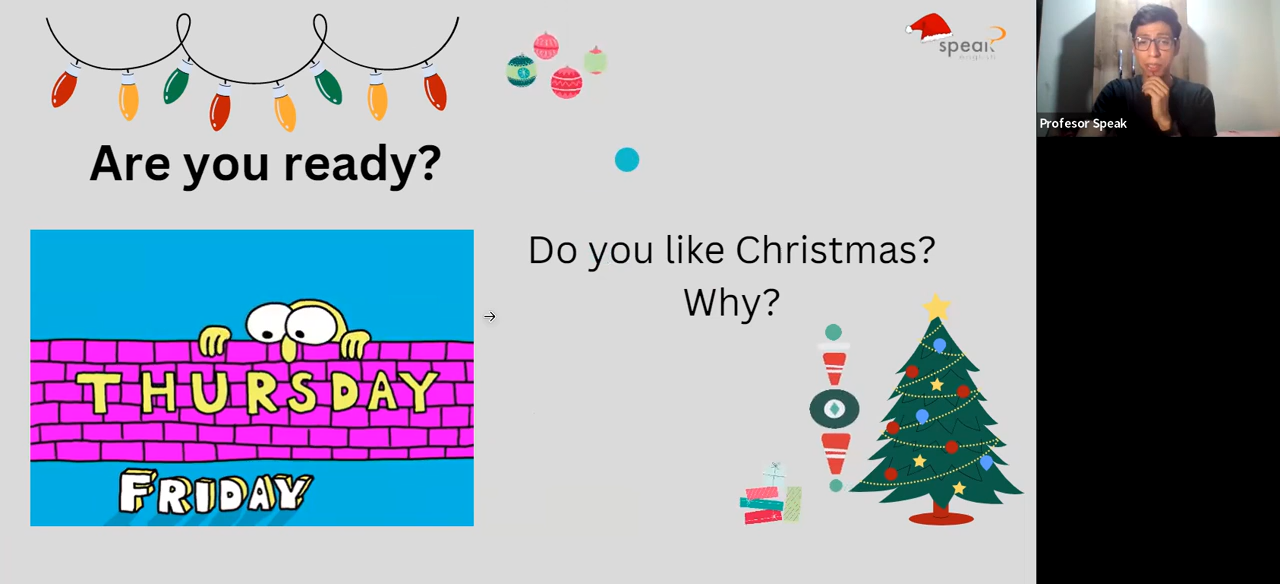 speak
english
Profesor Speak
Are you ready?
Do you like Christmas?
Why?
THURSDAY
FRIDAY